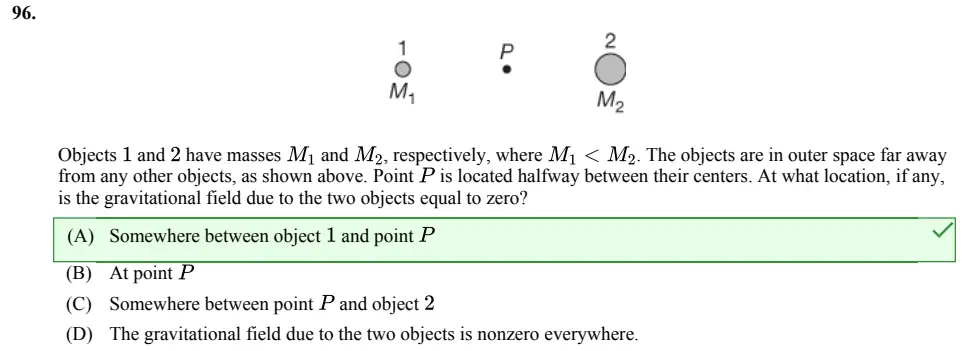 96.
1 P 2
M₁ M₂
Objects 1 and 2 have masses M₁ and M₂, respectively, where M₁ < M₂. The objects are in outer space far away
from any other objects, as shown above. Point P is located halfway between their centers. At what location, if any,
is the gravitational field due to the two objects equal to zero?
(A) Somewhere between object 1 and point P
(B) At point P
(C) Somewhere between point P and object 2
(D) The gravitational field due to the two objects is nonzero everywhere.